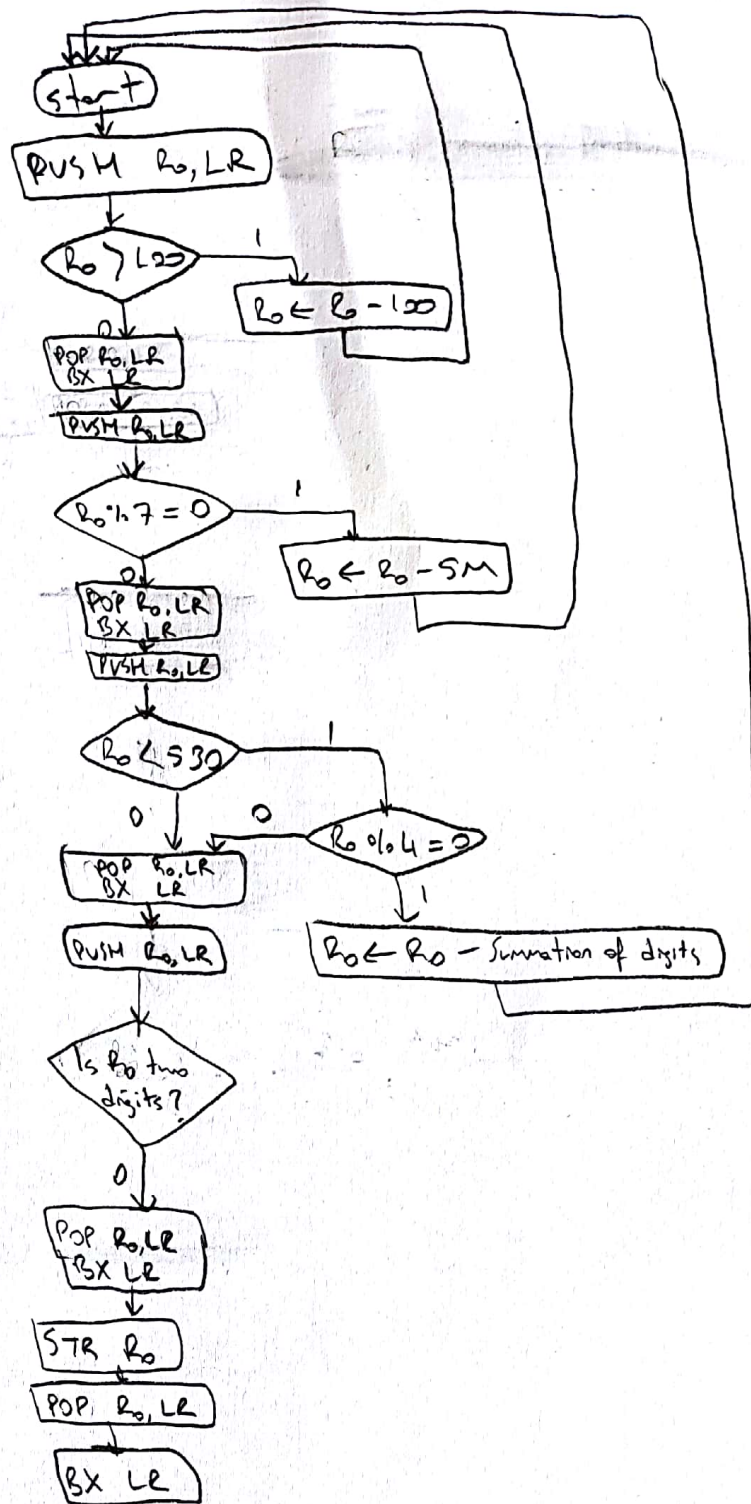 start
PUSH R0, LR
R0 > 100
1
R0 ← R0 - 100
0
POP R0, LR
BX LR
PUSH R0, LR
R0 % 7 = 0
1
R0 ← R0 - 5M
0
POP R0, LR
BX LR
PUSH R0, LR
R0 < 530
1
0
0
R0 % 4 = 0
POP R0, LR
BX LR
1
PUSH R0, LR
R0 ← R0 - Summation of digits
Is R0 two
digits?
0
POP R0, LR
BX LR
STR R0
POP R0, LR
BX LR